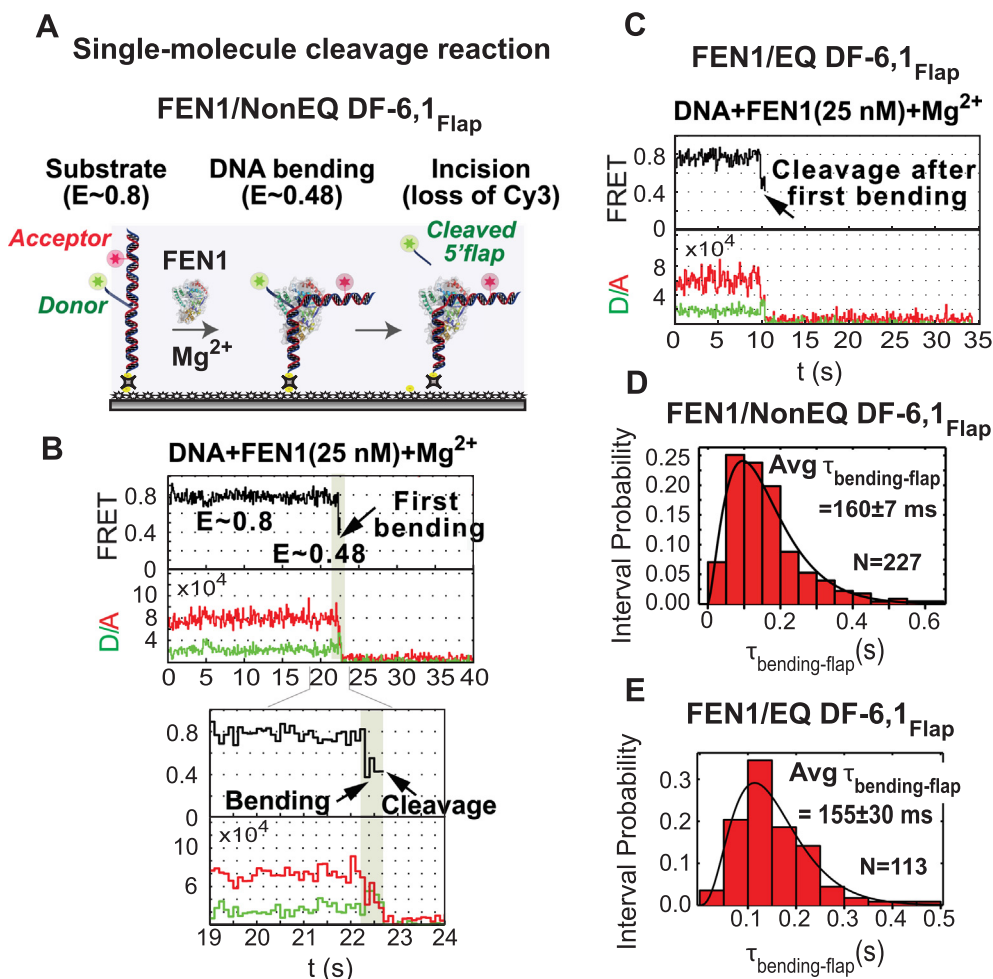 A
Single-molecule cleavage reaction
FEN1/NonEQ DF-6,1Flap
Substrate
(E~0.8)
DNA bending
(E~0.48)
Incision
(loss of Cy3)
Acceptor
Donor
FEN1
Mg2+
Cleaved
5'flap
B
DNA+FEN1(25 nM)+Mg2+
FRET
0.8
0.4
0
E~0.8
E~0.48
First
bending
D/A
x10^4
8
4
0 5 10 15 20 25 30 35 40
0.8
0.4
0
Bending
Cleavage
x10^4
10
6
19 20 21 22 23 24
t (s)
C
FEN1/EQ DF-6,1Flap
DNA+FEN1(25 nM)+Mg2+
FRET
0.8
0.4
0
Cleavage after
first bending
D/A
x10^4
8
4
0 5 10 15 20 25 30 35
t (s)
D
FEN1/NonEQ DF-6,1Flap
Interval Probability
0.25
0.20
0.15
0.10
0.05
0.00
Avg τbending-flap
=160±7 ms
N=227
0 0.2 0.4 0.6
τbending-flap(s)
E
FEN1/EQ DF-6,1Flap
Interval Probability
0.3
0.2
0.1
0.0
Avg τbending-flap
= 155±30 ms
N=113
0.1 0.2 0.3 0.4 0.5
τbending-flap(s)